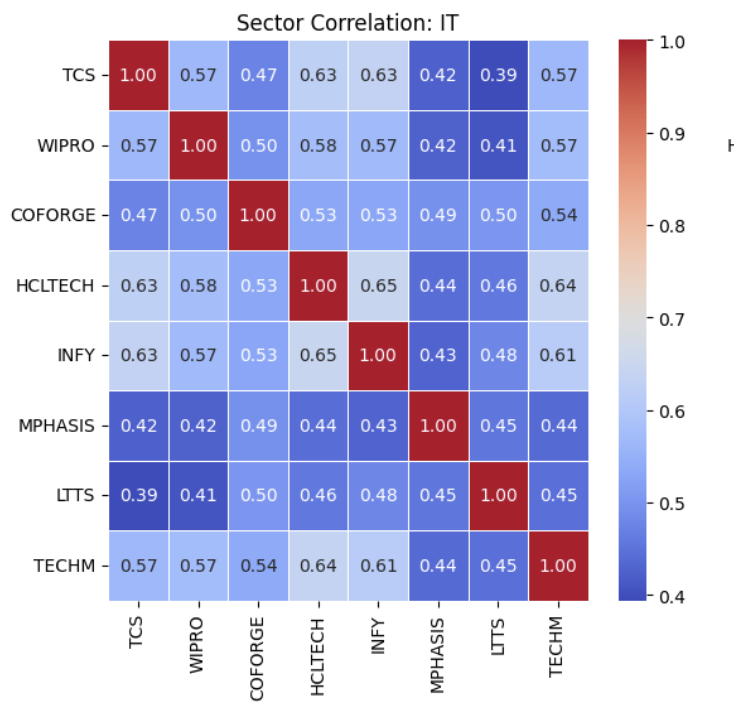 Sector Correlation: IT
TCS 1.00 0.57 0.47 0.63 0.63 0.42 0.39 0.57
WIPRO 0.57 1.00 0.50 0.58 0.57 0.42 0.41 0.57
COFORGE 0.47 0.50 1.00 0.53 0.53 0.49 0.50 0.54
HCLTECH 0.63 0.58 0.53 1.00 0.65 0.44 0.46 0.64
INFY 0.63 0.57 0.53 0.65 1.00 0.43 0.48 0.61
MPHASIS 0.42 0.42 0.49 0.44 0.43 1.00 0.45 0.44
LTTS 0.39 0.41 0.50 0.46 0.48 0.45 1.00 0.45
TECHM 0.57 0.57 0.54 0.64 0.61 0.44 0.45 1.00
TCS WIPRO COFORGE HCLTECH INFY MPHASIS LTTS TECHM
1.0
0.9
0.8
0.7
0.6
0.5
0.4